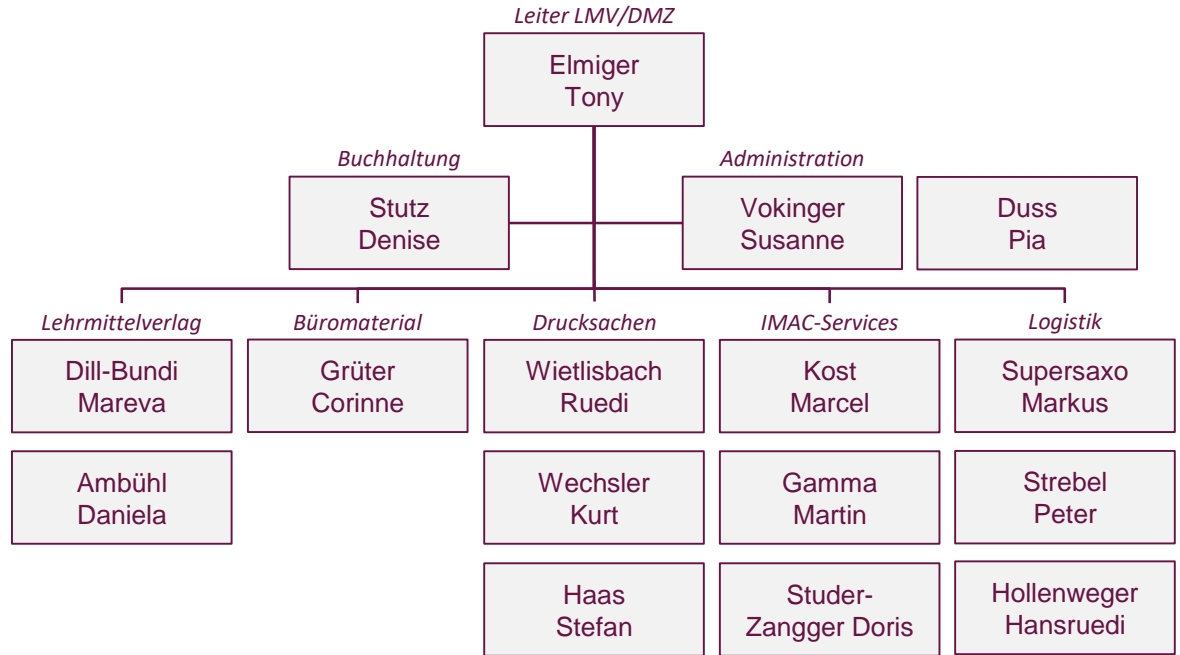 Leiter LMV/DMZ
Elmiger
Tony
Buchhaltung
Stutz
Denise
Administration
Vokinger
Susanne
Duss
Pia
Lehrmittelverlag
Dill-Bundi
Mareva
Ambühl
Daniela
Büromaterial
Grüter
Corinne
Drucksachen
Wietlisbach
Ruedi
Wechsler
Kurt
Haas
Stefan
IMAC-Services
Kost
Marcel
Gamma
Martin
Studer-
Zangger Doris
Logistik
Supersaxo
Markus
Strebel
Peter
Hollenweger
Hansruedi